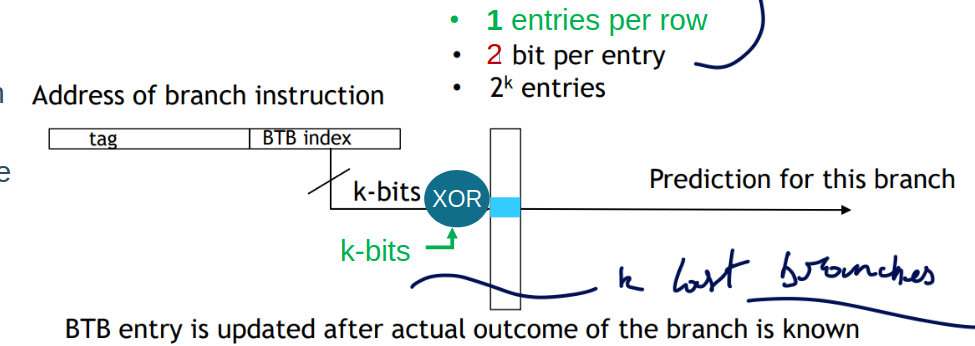 • 1 entries per row
• 2 bit per entry
• 2ᵏ entries
n
Address of branch instruction
tag BTB index
e
k-bits XOR
Prediction for this branch
k-bits
k last branches
BTB entry is updated after actual outcome of the branch is known